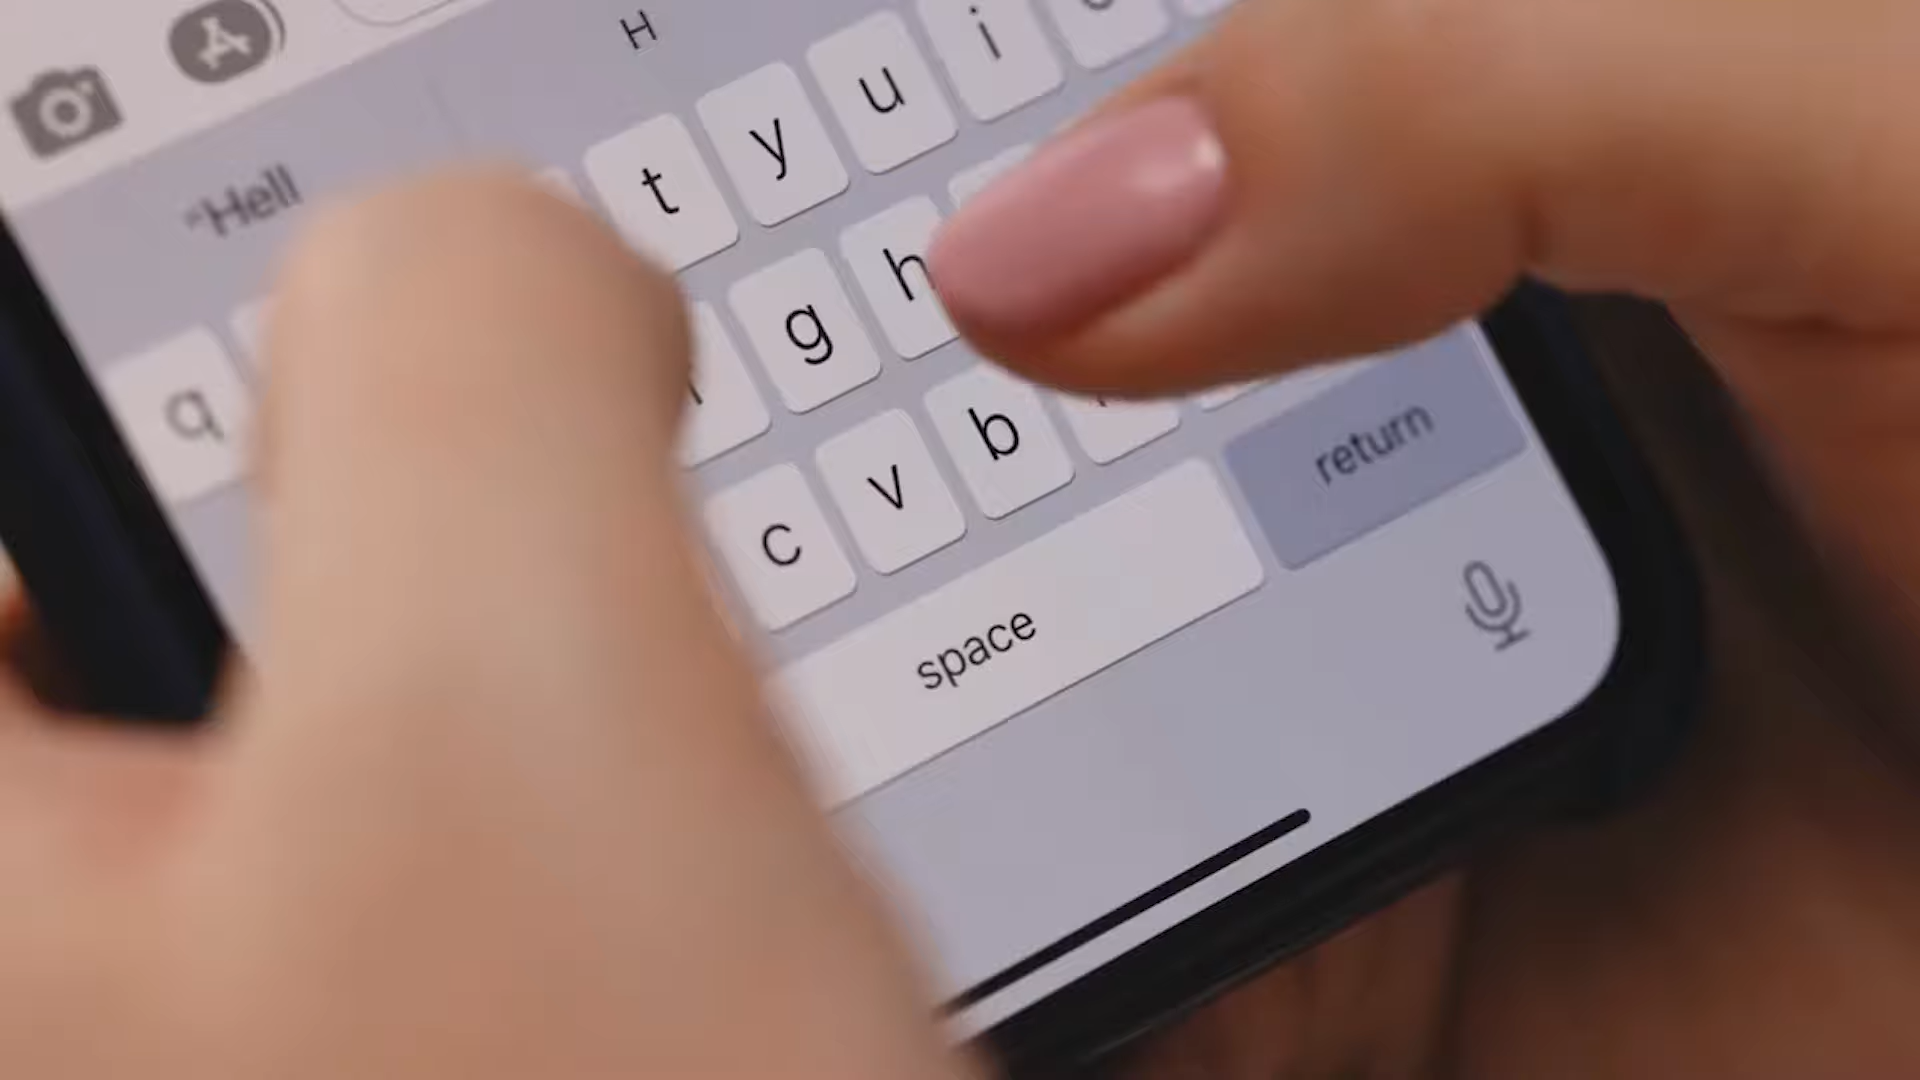 "Hell
H
t y u i
q g h
c v b
space return